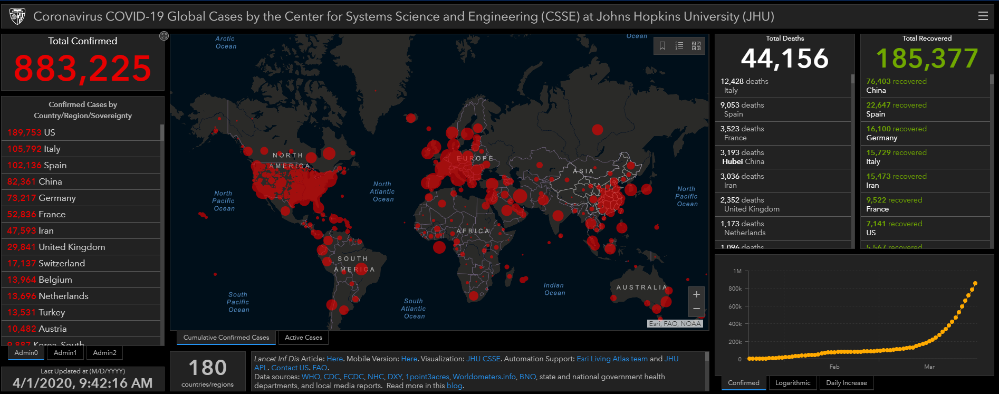 Coronavirus COVID-19 Global Cases by the Center for Systems Science and Engineering (CSSE) at Johns Hopkins University (JHU)
Total Confirmed
883,225
Confirmed Cases by
Country/Region/Sovereignty
189,753 US
105,792 Italy
102,136 Spain
82,361 China
73,217 Germany
52,836 France
47,593 Iran
29,841 United Kingdom
17,137 Switzerland
13,964 Belgium
13,696 Netherlands
13,531 Turkey
10,482 Austria
9,887 Korea, South
Admin0
Admin1
Admin2
Last Updated at (M/D/YYYY)
4/1/2020, 9:42:16 AM
Arctic
Ocean
Ocean
NORTH
AMERICA
EUROPE
ASIA
North
Pacific
Ocean
North
Atlantic
Ocean
North
Pacific
Ocean
AFRICA
SOUTH
AMERICA
South
Pacific
Ocean
South
Atlantic
Ocean
Indian
Ocean
AUSTRALIA
+
−
Esri, FAO, NOAA
Cumulative Confirmed Cases
Active Cases
180
countries/regions
Lancet Inf Dis Article: Here. Mobile Version: Here. Visualization: JHU CSSE. Automation Support: Esri Living Atlas team and JHU
APL. Contact US. FAQ.
Data sources: WHO, CDC, ECDC, NHC, DXY, 1point3acres, Worldometers.info, BNO, state and national government health
departments, and local media reports. Read more in this blog.
Total Deaths
44,156
12,428 deaths
Italy
9,053 deaths
Spain
3,523 deaths
France
3,193 deaths
Hubei China
3,036 deaths
Iran
2,352 deaths
United Kingdom
1,173 deaths
Netherlands
1,096 deaths
Total Recovered
185,377
76,403 recovered
China
22,647 recovered
Spain
16,100 recovered
Germany
15,729 recovered
Italy
15,473 recovered
Iran
9,522 recovered
France
7,141 recovered
US
5,567 recovered
1M
800k
600k
400k
200k
0
Feb
Mar
Confirmed
Logarithmic
Daily Increase